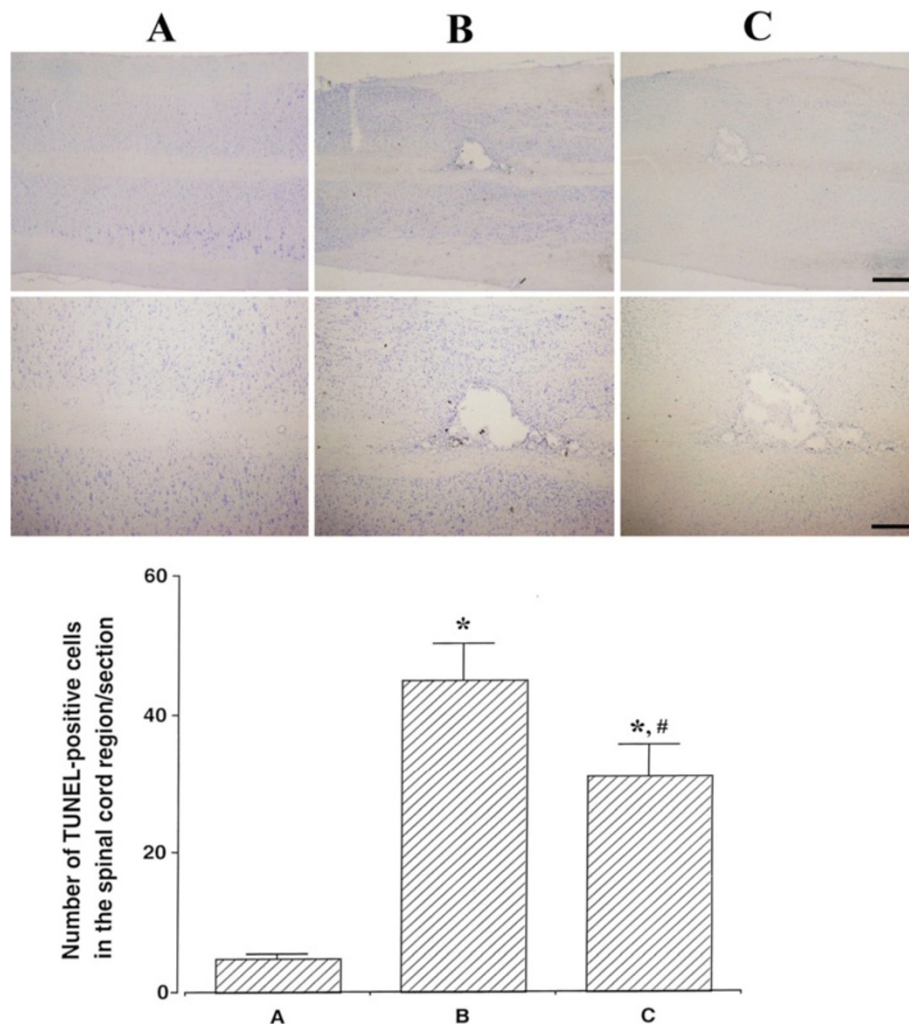 A B C
60
40
20
0
Number of TUNEL-positive cells
in the spinal cord region/section
*
*, #
A B C